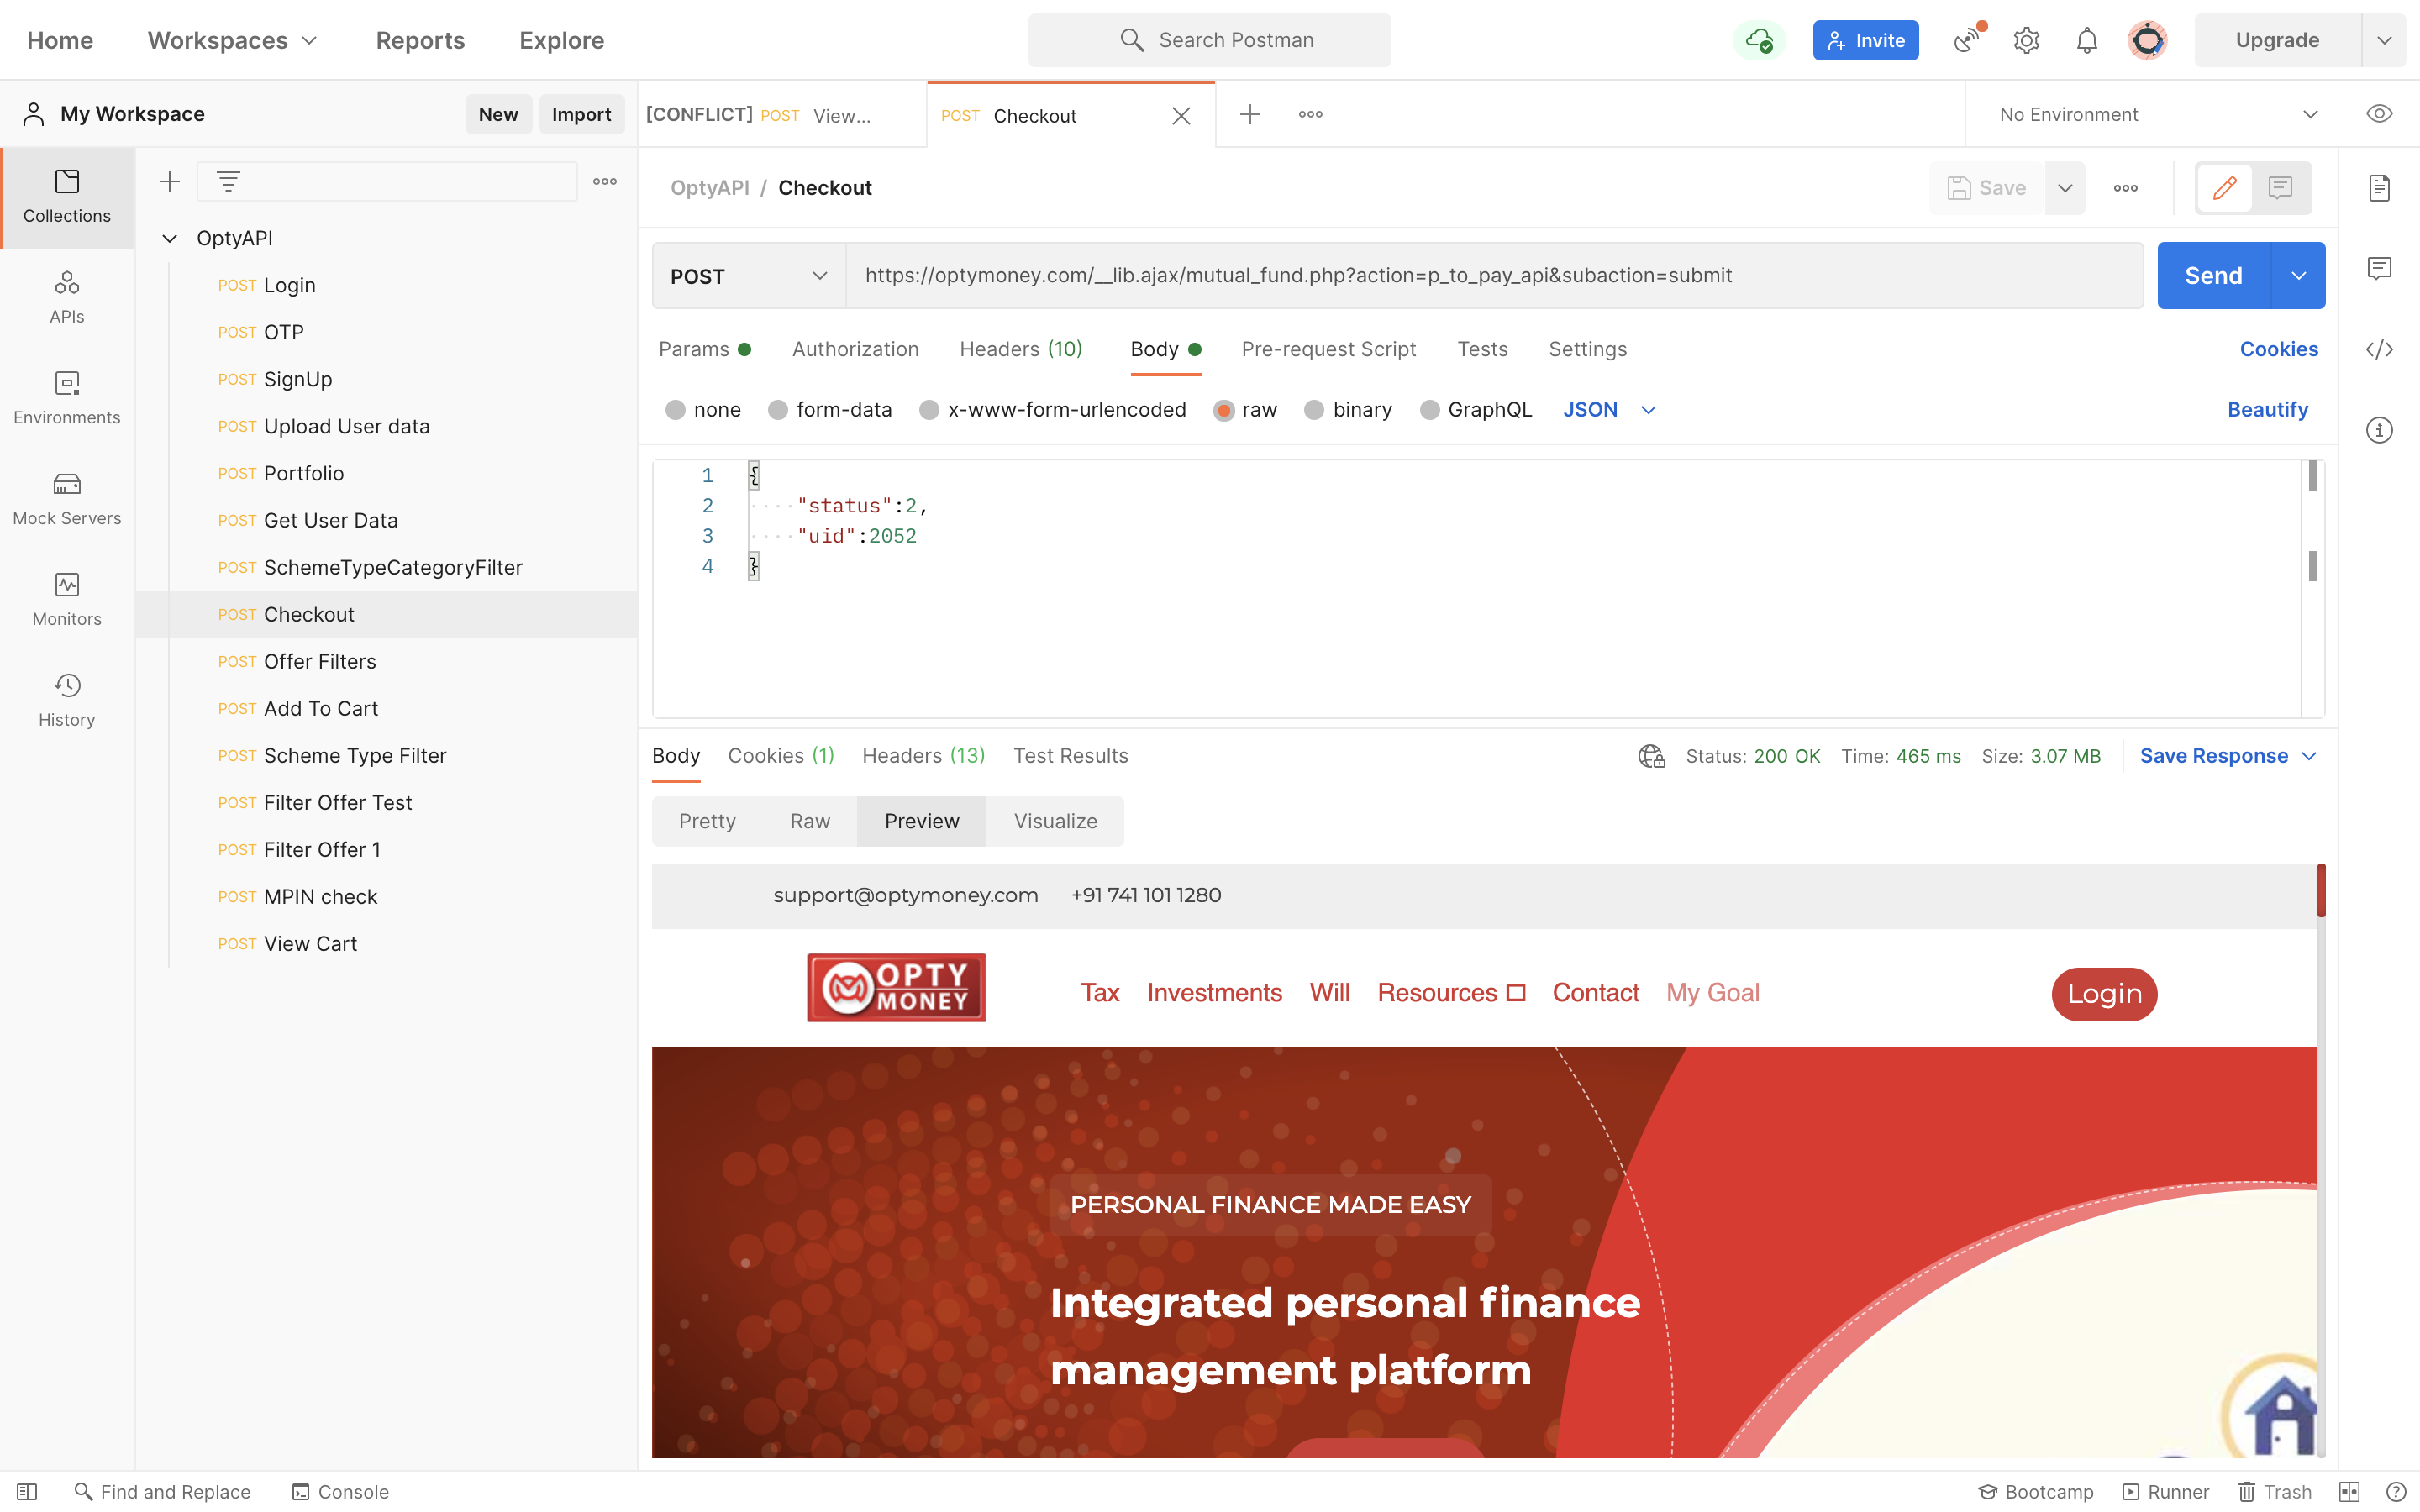 Home Workspaces Reports Explore Search Postman Invite Upgrade
My Workspace New Import [CONFLICT] POST View... POST Checkout No Environment
Collections
APIs
Environments
Mock Servers
Monitors
History
OptyAPI
POST Login
POST OTP
POST SignUp
POST Upload User data
POST Portfolio
POST Get User Data
POST SchemeTypeCategoryFilter
POST Checkout
POST Offer Filters
POST Add To Cart
POST Scheme Type Filter
POST Filter Offer Test
POST Filter Offer 1
POST MPIN check
POST View Cart
OptyAPI / Checkout Save
POST https://optymoney.com/__lib.ajax/mutual_fund.php?action=p_to_pay_api&subaction=submit Send
Params Authorization Headers (10) Body Pre-request Script Tests Settings Cookies
none form-data x-www-form-urlencoded raw binary GraphQL JSON Beautify
1 {
2 "status":2,
3 "uid":2052
4 }
Body Cookies (1) Headers (13) Test Results Status: 200 OK Time: 465 ms Size: 3.07 MB Save Response
Pretty Raw Preview Visualize
support@optymoney.com +91 741 101 1280
OPTY MONEY
Tax Investments Will Resources Contact My Goal Login
PERSONAL FINANCE MADE EASY
Integrated personal finance
management platform
Find and Replace Console Bootcamp Runner Trash